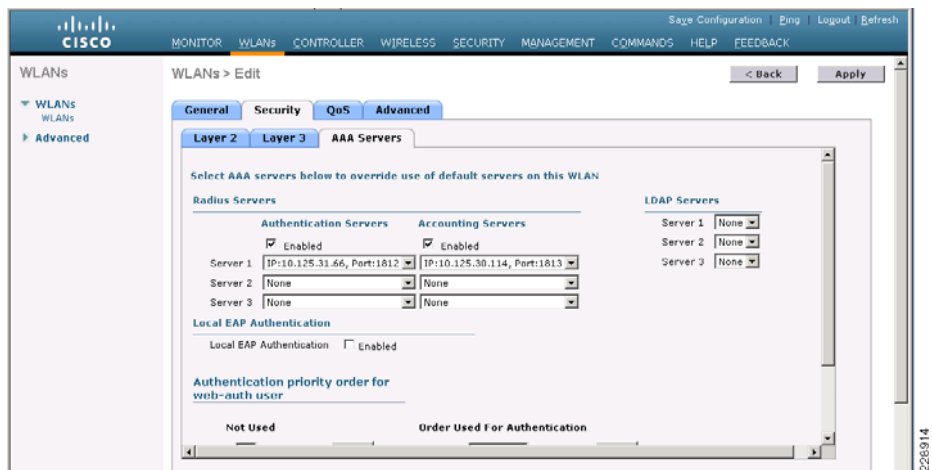 Save Configuration Ping Logout Refresh
CISCO
MONITOR WLANs CONTROLLER WIRELESS SECURITY MANAGEMENT COMMANDS HELP FEEDBACK
WLANs
WLANs > Edit
< Back Apply
WLANs
WLANs
Advanced
General Security QoS Advanced
Layer 2 Layer 3 AAA Servers
Select AAA servers below to override use of default servers on this WLAN
Radius Servers
LDAP Servers
Authentication Servers Accounting Servers
Server 1 None
Enabled Enabled
Server 2 None
Server 1 IP:10.125.31.66, Port:1812 IP:10.125.30.114, Port:1813
Server 3 None
Server 2 None None
Server 3 None None
Local EAP Authentication
Local EAP Authentication Enabled
Authentication priority order for
web-auth user
Not Used Order Used For Authentication
228914